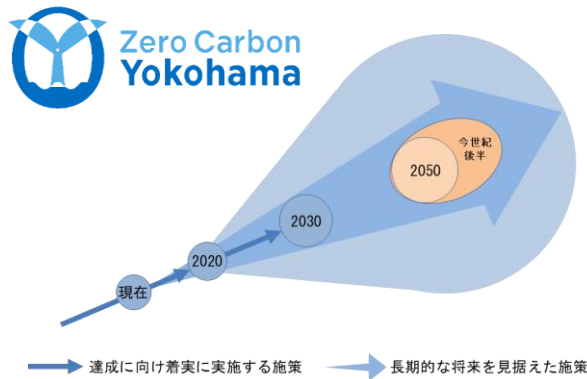 Zero Carbon
Yokohama
今世紀
後半
2050
2030
2020
現在
達成に向け着実に実施する施策
長期的な将来を見据えた施策